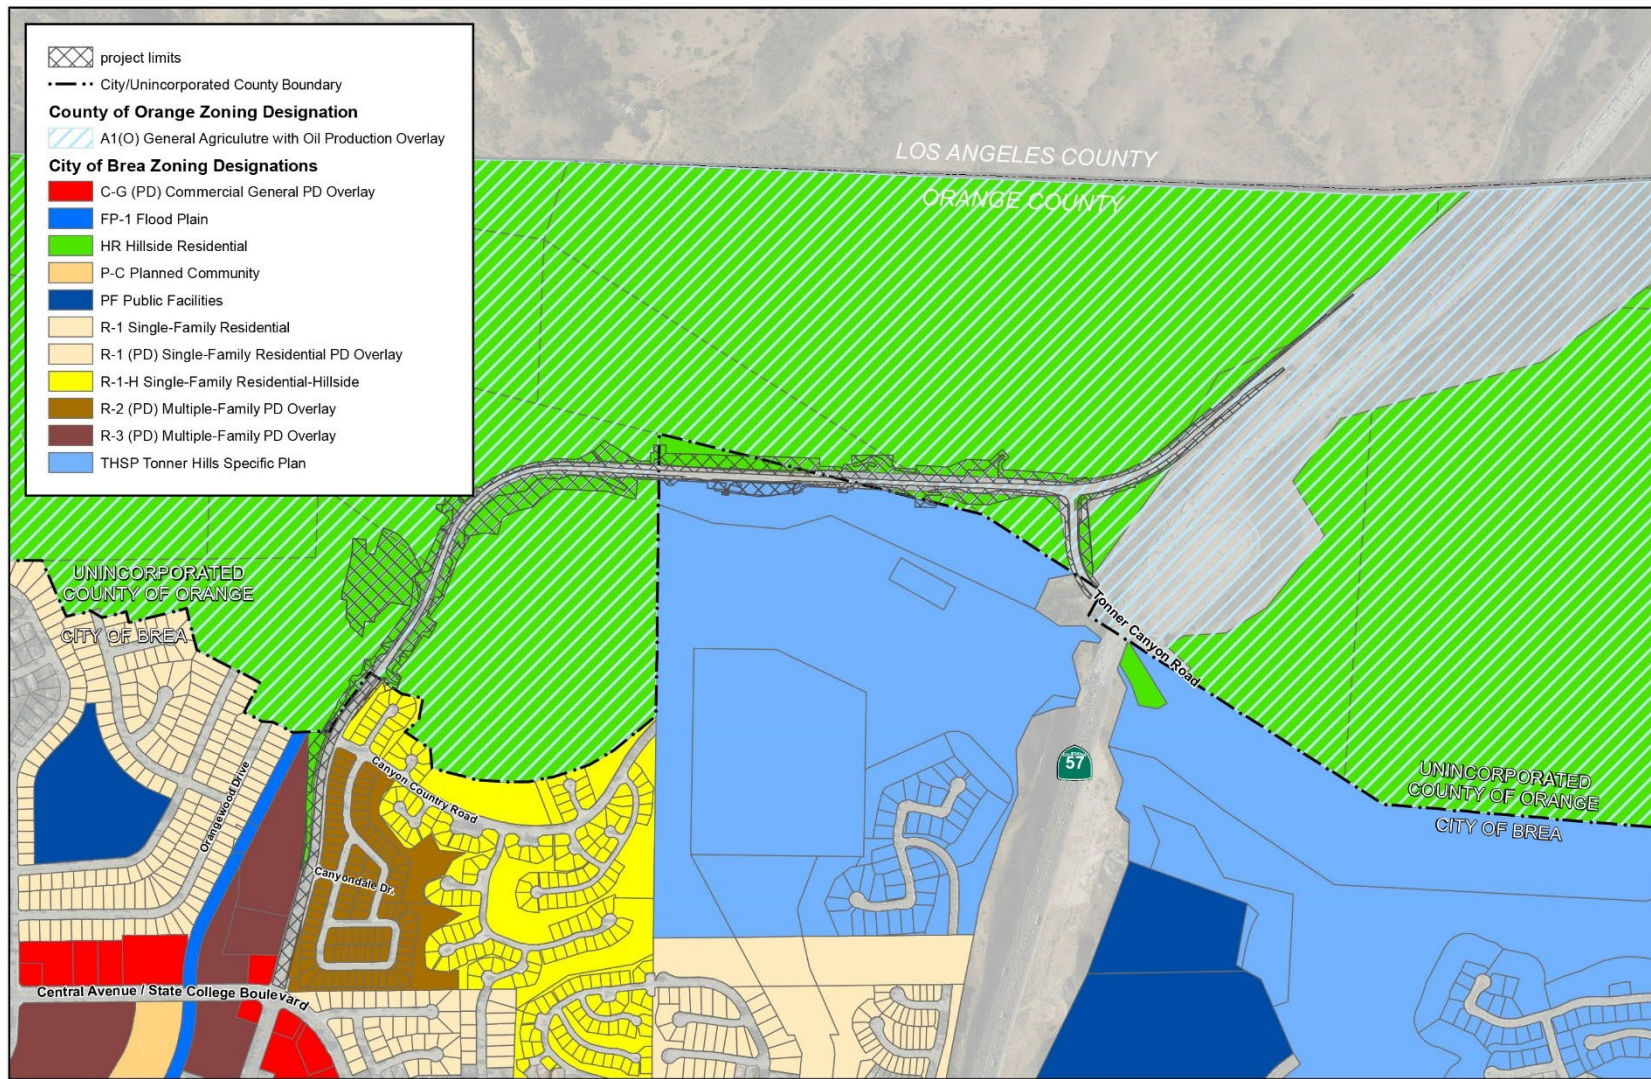 project limits
City/Unincorporated County Boundary
County of Orange Zoning Designation
A1(O) General Agriculutre with Oil Production Overlay
City of Brea Zoning Designations
C-G (PD) Commercial General PD Overlay
FP-1 Flood Plain
HR Hillside Residential
P-C Planned Community
PF Public Facilities
R-1 Single-Family Residential
R-1 (PD) Single-Family Residential PD Overlay
R-1-H Single-Family Residential-Hillside
R-2 (PD) Multiple-Family PD Overlay
R-3 (PD) Multiple-Family PD Overlay
THSP Tonner Hills Specific Plan
LOS ANGELES COUNTY
ORANGE COUNTY
UNINCORPORATED
COUNTY OF ORANGE
CITY OF BREA
Tonner Canyon Road
57
Orangewood Drive
Canyon Country Road
Canyondale Dr.
UNINCORPORATED
COUNTY OF ORANGE
CITY OF BREA
Central Avenue / State College Boulevard